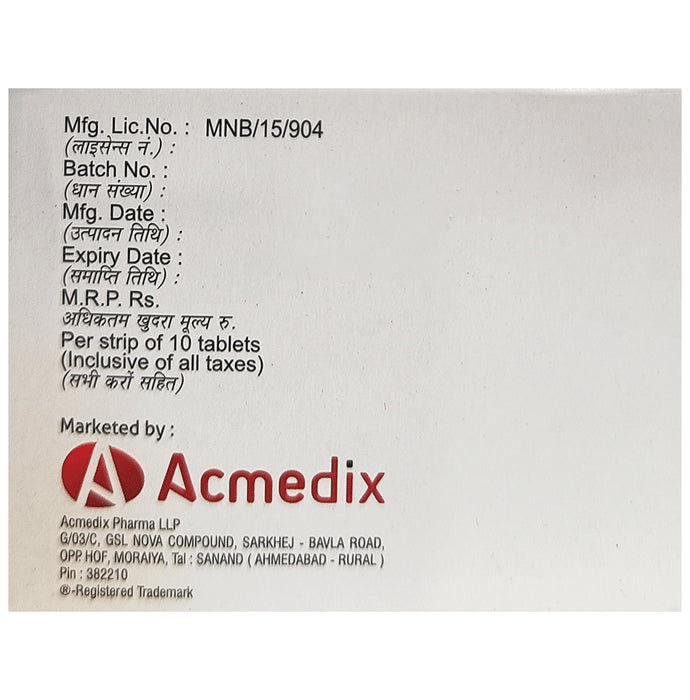 Mfg. Lic.No. : MNB/15/904
(लाइसेन्स नं.) :
Batch No. :
(धान संख्या) :
Mfg. Date :
(उत्पादन तिथि) :
Expiry Date :
(समाप्ति तिथि) :
M.R.P. Rs.
अधिकतम खुदरा मूल्य रु.
Per strip of 10 tablets
(Inclusive of all taxes)
(सभी करों सहित)
Marketed by :
Acmedix
Acmedix Pharma LLP
G/03/C, GSL NOVA COMPOUND, SARKHEJ - BAVLA ROAD,
OPP. HOF, MORAIYA, Tal : SANAND ( AHMEDABAD - RURAL )
Pin : 382210
®-Registered Trademark